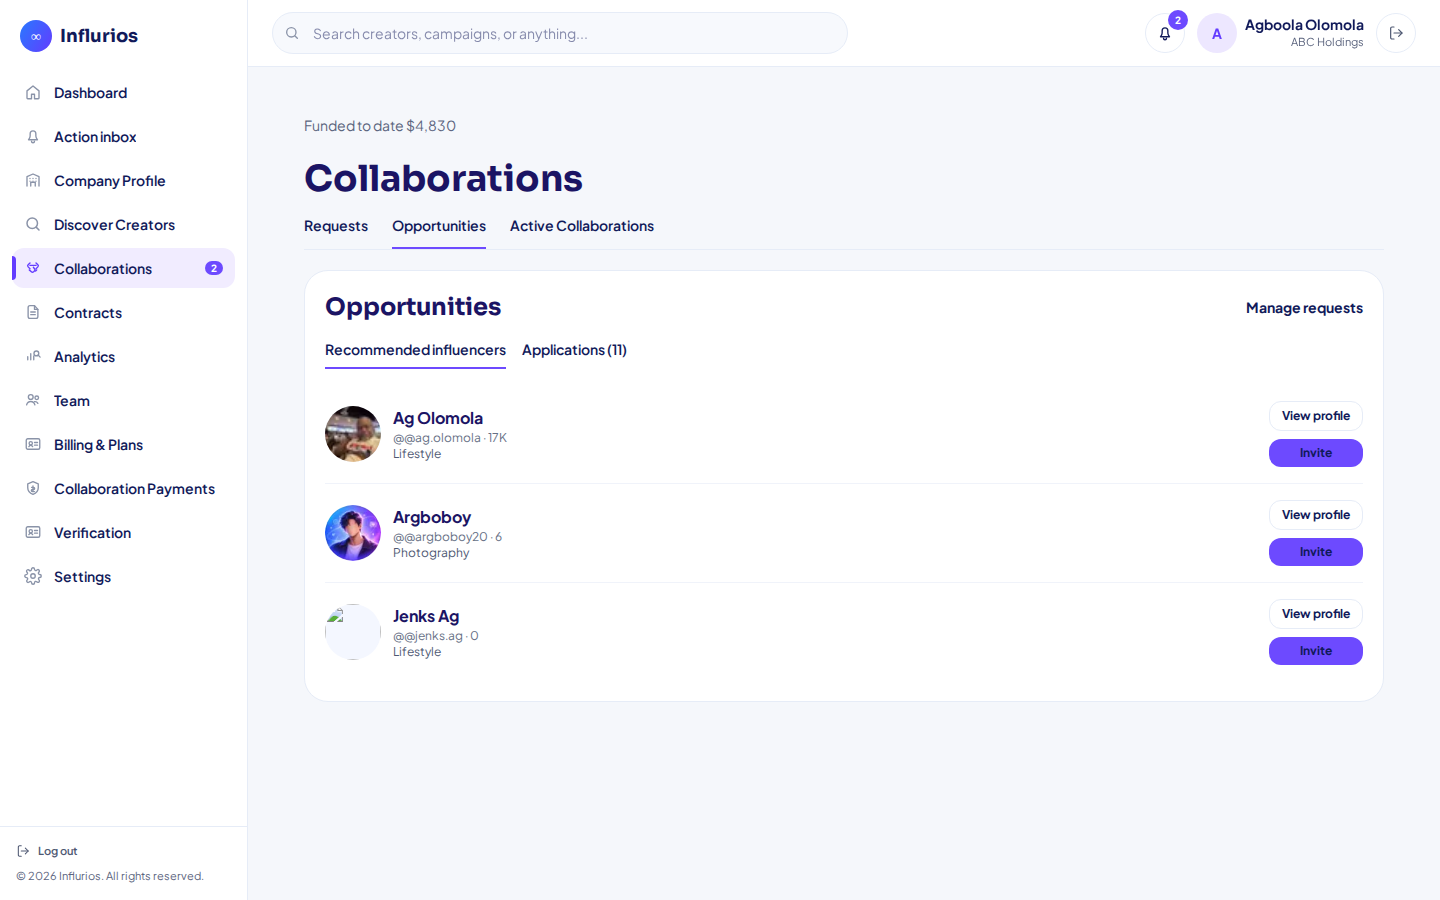 ∞ Influrios
Search creators, campaigns, or anything...
2
A
Agboola Olomola
ABC Holdings
Dashboard
Action inbox
Company Profile
Discover Creators
Collaborations 2
Contracts
Analytics
Team
Billing & Plans
Collaboration Payments
Verification
Settings
Log out
© 2026 Influrios. All rights reserved.
Funded to date $4,830
Collaborations
Requests Opportunities Active Collaborations
Opportunities
Manage requests
Recommended influencers Applications (11)
Ag Olomola
@@ag.olomola · 17K
Lifestyle
View profile
Invite
Argboboy
@@argboboy20 · 6
Photography
View profile
Invite
Jenks Ag
@@jenks.ag · 0
Lifestyle
View profile
Invite